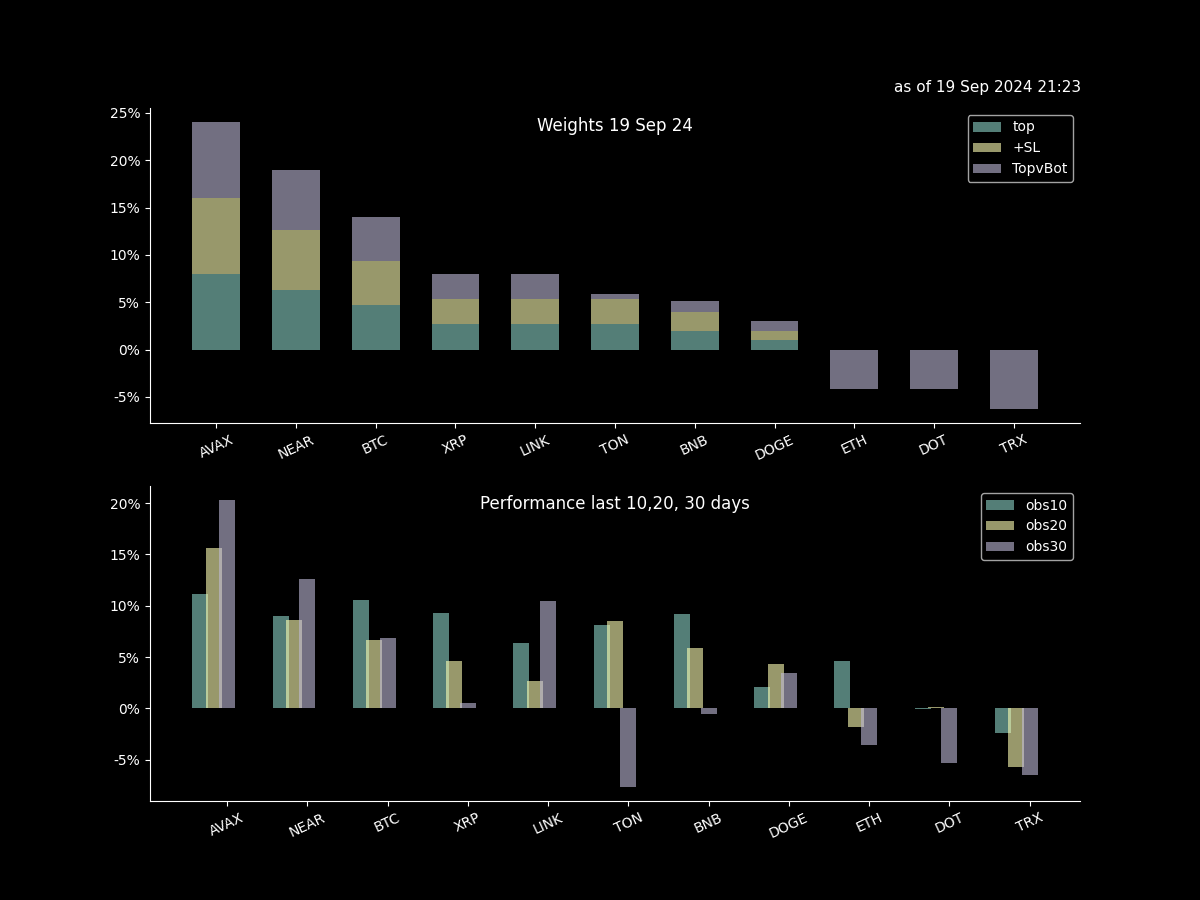 as of 19 Sep 2024 21:23
Weights 19 Sep 24
top
+SL
TopvBot
25%
20%
15%
10%
5%
0%
-5%
AVAX NEAR BTC XRP LINK TON BNB DOGE ETH DOT TRX
Performance last 10,20, 30 days
obs10
obs20
obs30
20%
15%
10%
5%
0%
-5%
AVAX NEAR BTC XRP LINK TON BNB DOGE ETH DOT TRX